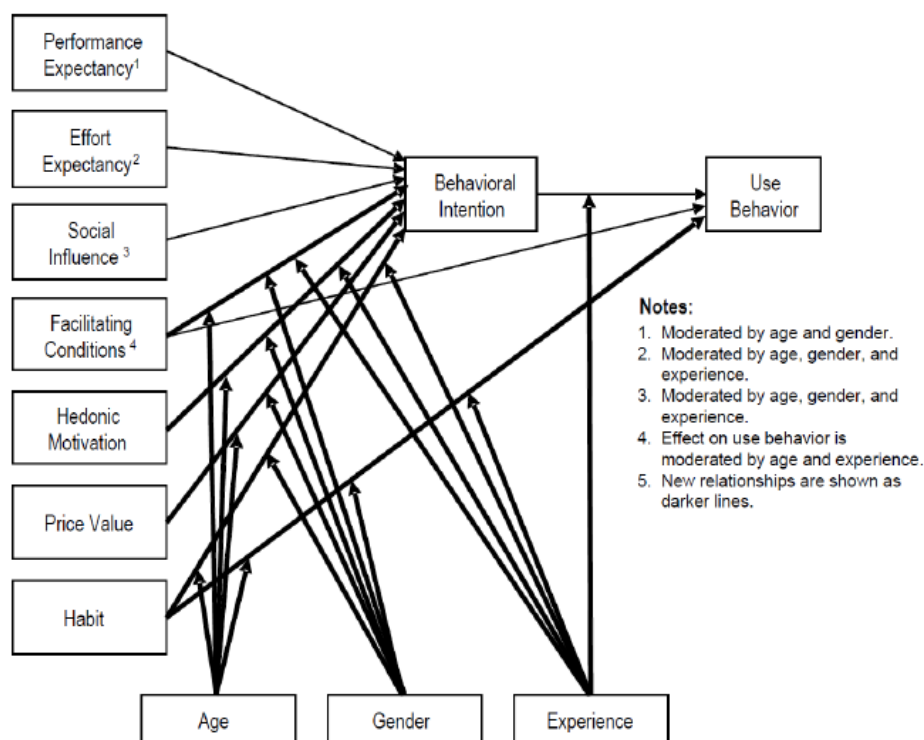 Performance
Expectancy1
Effort
Expectancy2
Social
Influence 3
Facilitating
Conditions 4
Hedonic
Motivation
Price Value
Habit
Behavioral
Intention
Use
Behavior
Notes:
1. Moderated by age and gender.
2. Moderated by age, gender, and
experience.
3. Moderated by age, gender, and
experience.
4. Effect on use behavior is
moderated by age and experience.
5. New relationships are shown as
darker lines.
Age
Gender
Experience